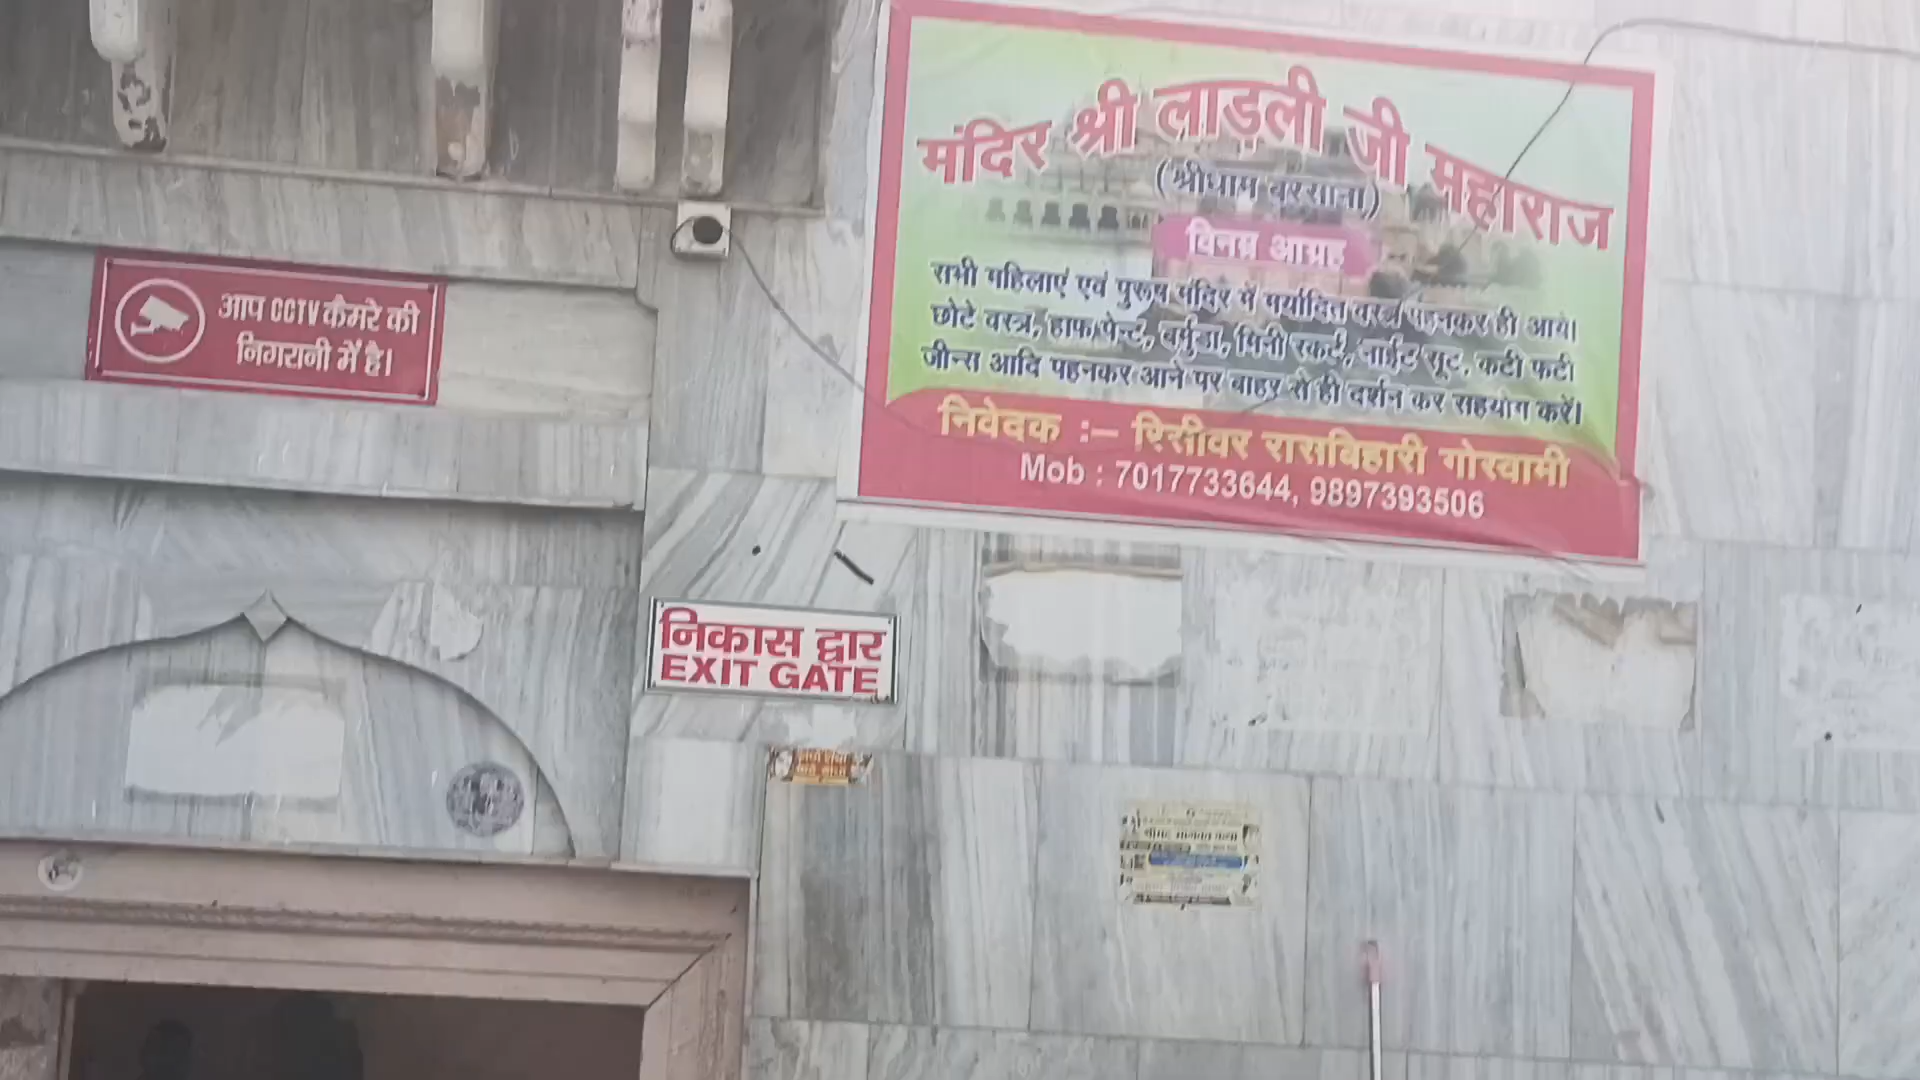 मंदिर श्री लाड़ली जी महाराज
(श्रीधाम बरसाना)
विनम्र आग्रह
सभी महिलाएं एवं पुरूष मंदिर में मर्यादित वस्त्र पहनकर ही आयें।
छोटे वस्त्र, हाफ पेन्ट, बर्मुडा, मिनी स्कर्ट, नाईट सूट, कटी फटी
जीन्स आदि पहनकर आने पर बाहर से ही दर्शन कर सहयोग करें।
निवेदक :– रिसीवर रासबिहारी गोस्वामी
Mob : 7017733644, 9897393506
आप CCTV कैमरे की
निगरानी में है।
निकास द्वार
EXIT GATE